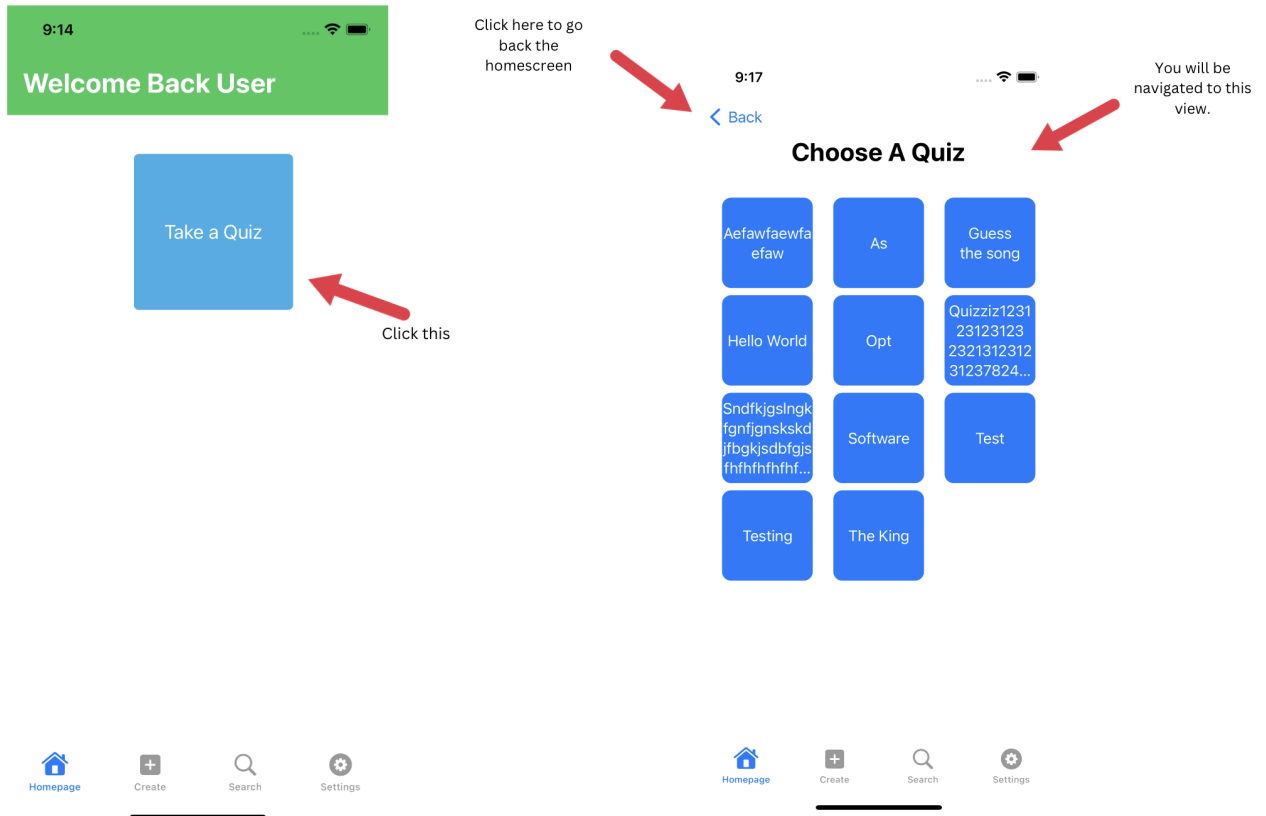 9:14
Welcome Back User
Take a Quiz
Click this
Homepage
Create
Search
Settings
Click here to go
back the
homescreen
9:17
You will be
navigated to this
view.
Back
Choose A Quiz
Aefawfaewfa
efaw
As
Guess
the song
Hello World
Opt
Quizziz1231
23123123
2321312312
31237824...
Sndfkjgslngk
fgnfjgnskskd
jfbgkjsdbfgjs
fhfhfhfhfhf...
Software
Test
Testing
The King
Homepage
Create
Search
Settings